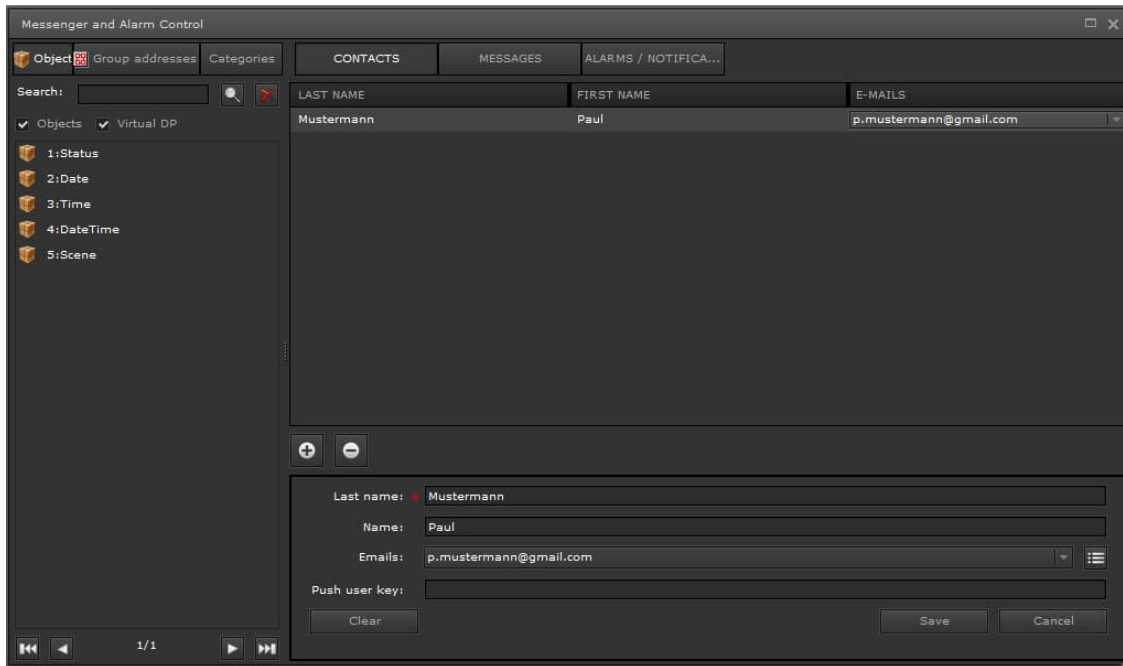 Messenger and Alarm Control
Object Group addresses Categories
CONTACTS MESSAGES ALARMS / NOTIFICA...
Search:
LAST NAME FIRST NAME E-MAILS
Objects Virtual DP
Mustermann Paul p.mustermann@gmail.com
1:Status
2:Date
3:Time
4:DateTime
5:Scene
Last name: * Mustermann
Name: Paul
Emails: p.mustermann@gmail.com
Push user key:
Clear Save Cancel
1/1